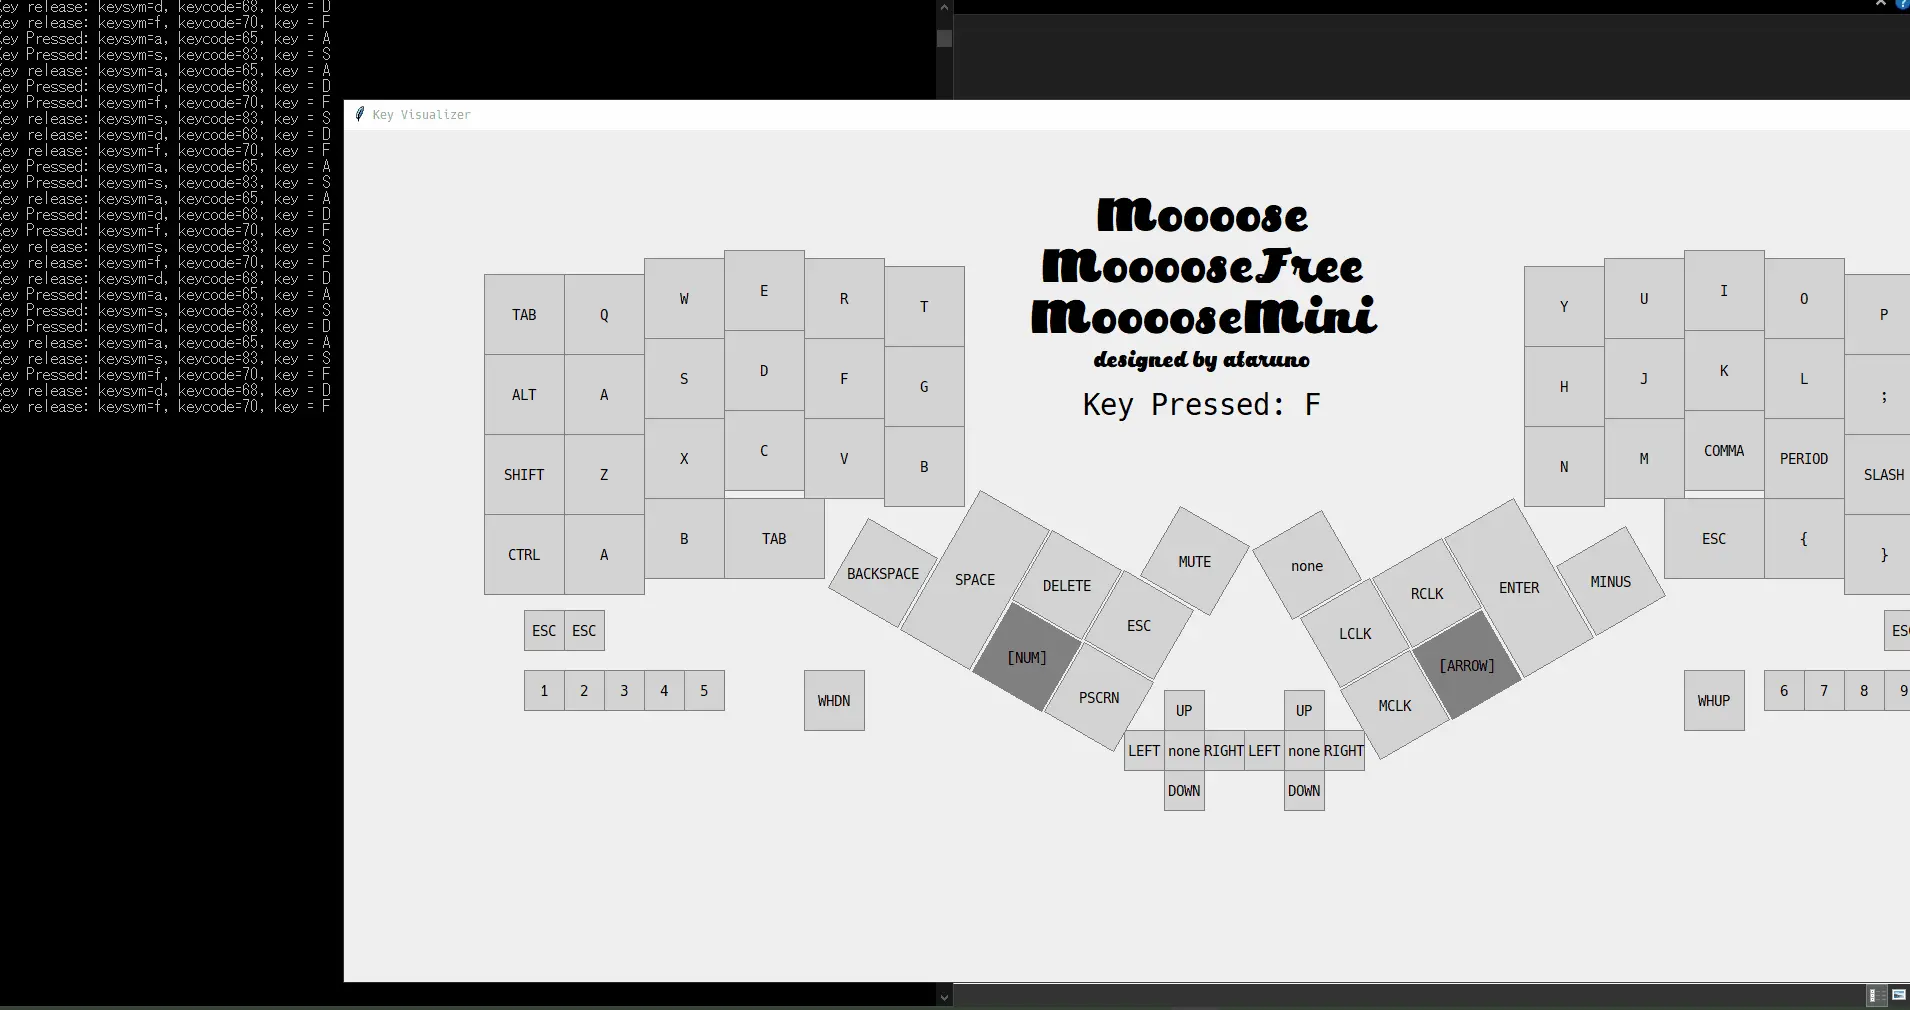 ey release: keysym=d, keycode=68, key = D
ey release: keysym=f, keycode=70, key = F
ey Pressed: keysym=a, keycode=65, key = A
ey Pressed: keysym=s, keycode=83, key = S
ey release: keysym=a, keycode=65, key = A
ey Pressed: keysym=d, keycode=68, key = D
ey Pressed: keysym=f, keycode=70, key = F
ey release: keysym=s, keycode=83, key = S
ey release: keysym=d, keycode=68, key = D
ey release: keysym=f, keycode=70, key = F
ey Pressed: keysym=a, keycode=65, key = A
ey Pressed: keysym=s, keycode=83, key = S
ey release: keysym=a, keycode=65, key = A
ey Pressed: keysym=d, keycode=68, key = D
ey Pressed: keysym=f, keycode=70, key = F
ey release: keysym=s, keycode=83, key = S
ey release: keysym=f, keycode=70, key = F
ey release: keysym=d, keycode=68, key = D
ey Pressed: keysym=a, keycode=65, key = A
ey Pressed: keysym=s, keycode=83, key = S
ey Pressed: keysym=d, keycode=68, key = D
ey release: keysym=a, keycode=65, key = A
ey release: keysym=s, keycode=83, key = S
ey Pressed: keysym=f, keycode=70, key = F
ey release: keysym=d, keycode=68, key = D
ey release: keysym=f, keycode=70, key = F
Key Visualizer
Moooose
MooooseFree
MooooseMini
designed by ataruno
Key Pressed: F
TAB Q W E R T
ALT A S D F G
SHIFT Z X C V B
CTRL A B TAB
Y U I O P
H J K L ;
N M COMMA PERIOD SLASH
ESC { }
BACKSPACE SPACE DELETE ESC MUTE
[NUM] PSCRN
none LCLK RCLK ENTER MINUS
MCLK [ARROW]
ESC ESC
ES
1 2 3 4 5
WHDN
WHUP
6 7 8 9
UP UP
LEFT none RIGHT LEFT none RIGHT
DOWN DOWN